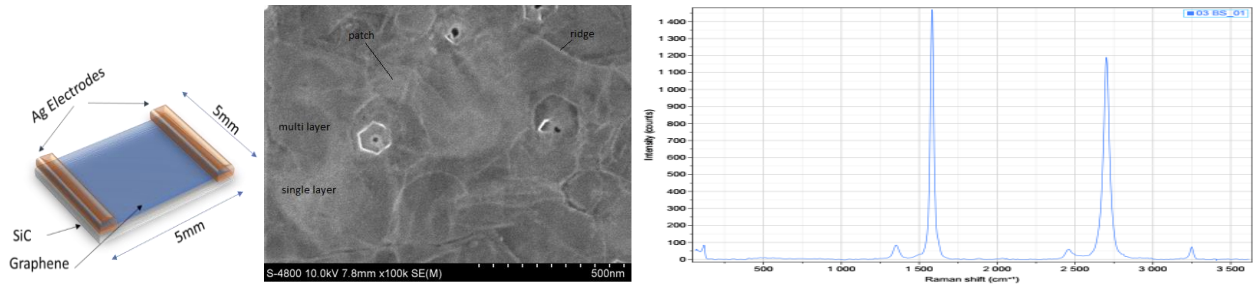 Ag Electrodes
5mm
5mm
SiC
Graphene
patch
ridge
multi layer
single layer
S-4800 10.0kV 7.8mm x100k SE(M)
500nm
03 BS_01
Intensity (counts)
1 400
1 300
1 200
1 100
1 000
900
800
700
600
500
400
300
200
100
0
500
1 000
1 500
2 000
2 500
3 000
3 500
Raman shift (cm⁻¹)